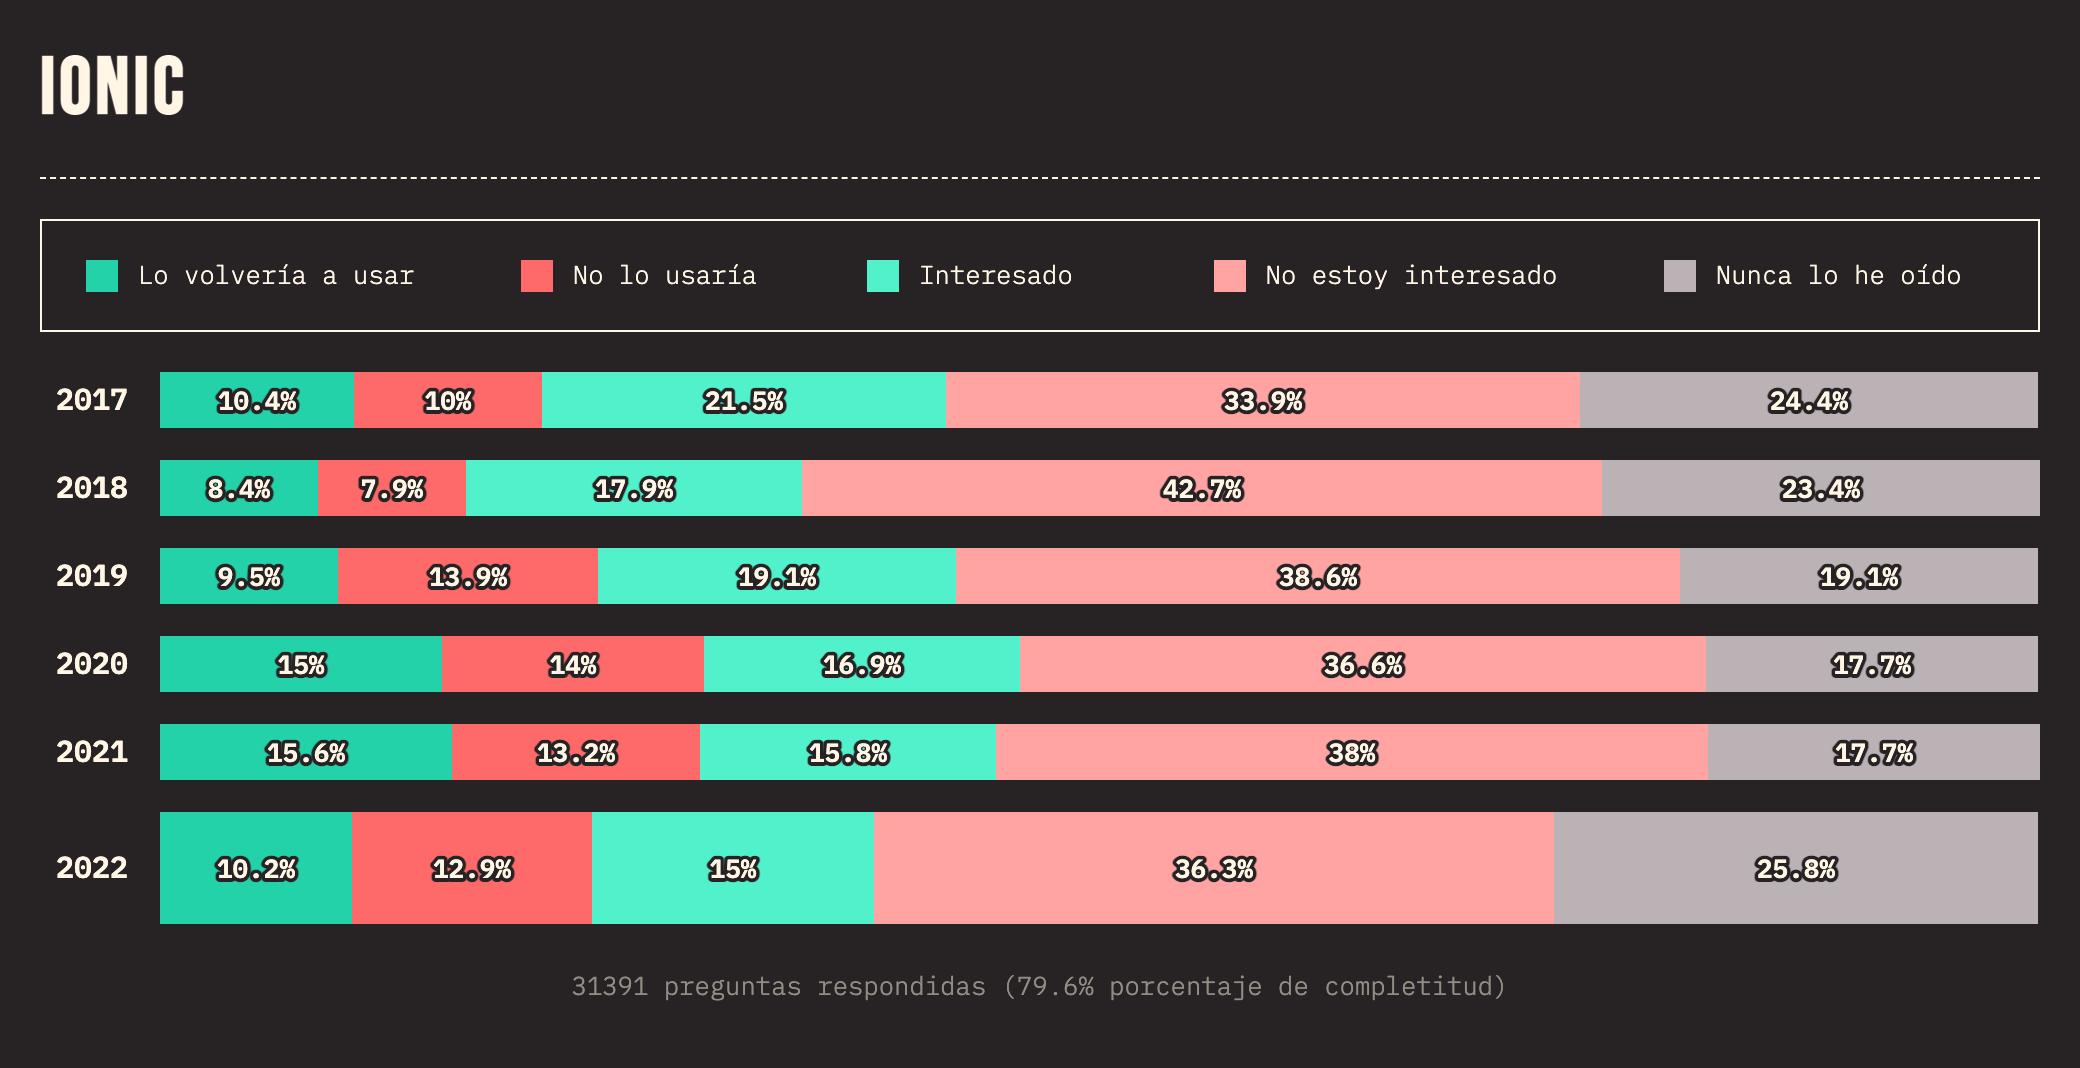 IONIC
Lo volvería a usar No lo usaría Interesado No estoy interesado Nunca lo he oído
2017 10.4% 10% 21.5% 33.9% 24.4%
2018 8.4% 7.9% 17.9% 42.7% 23.4%
2019 9.5% 13.9% 19.1% 38.6% 19.1%
2020 15% 14% 16.9% 36.6% 17.7%
2021 15.6% 13.2% 15.8% 38% 17.7%
2022 10.2% 12.9% 15% 36.3% 25.8%
31391 preguntas respondidas (79.6% porcentaje de completitud)